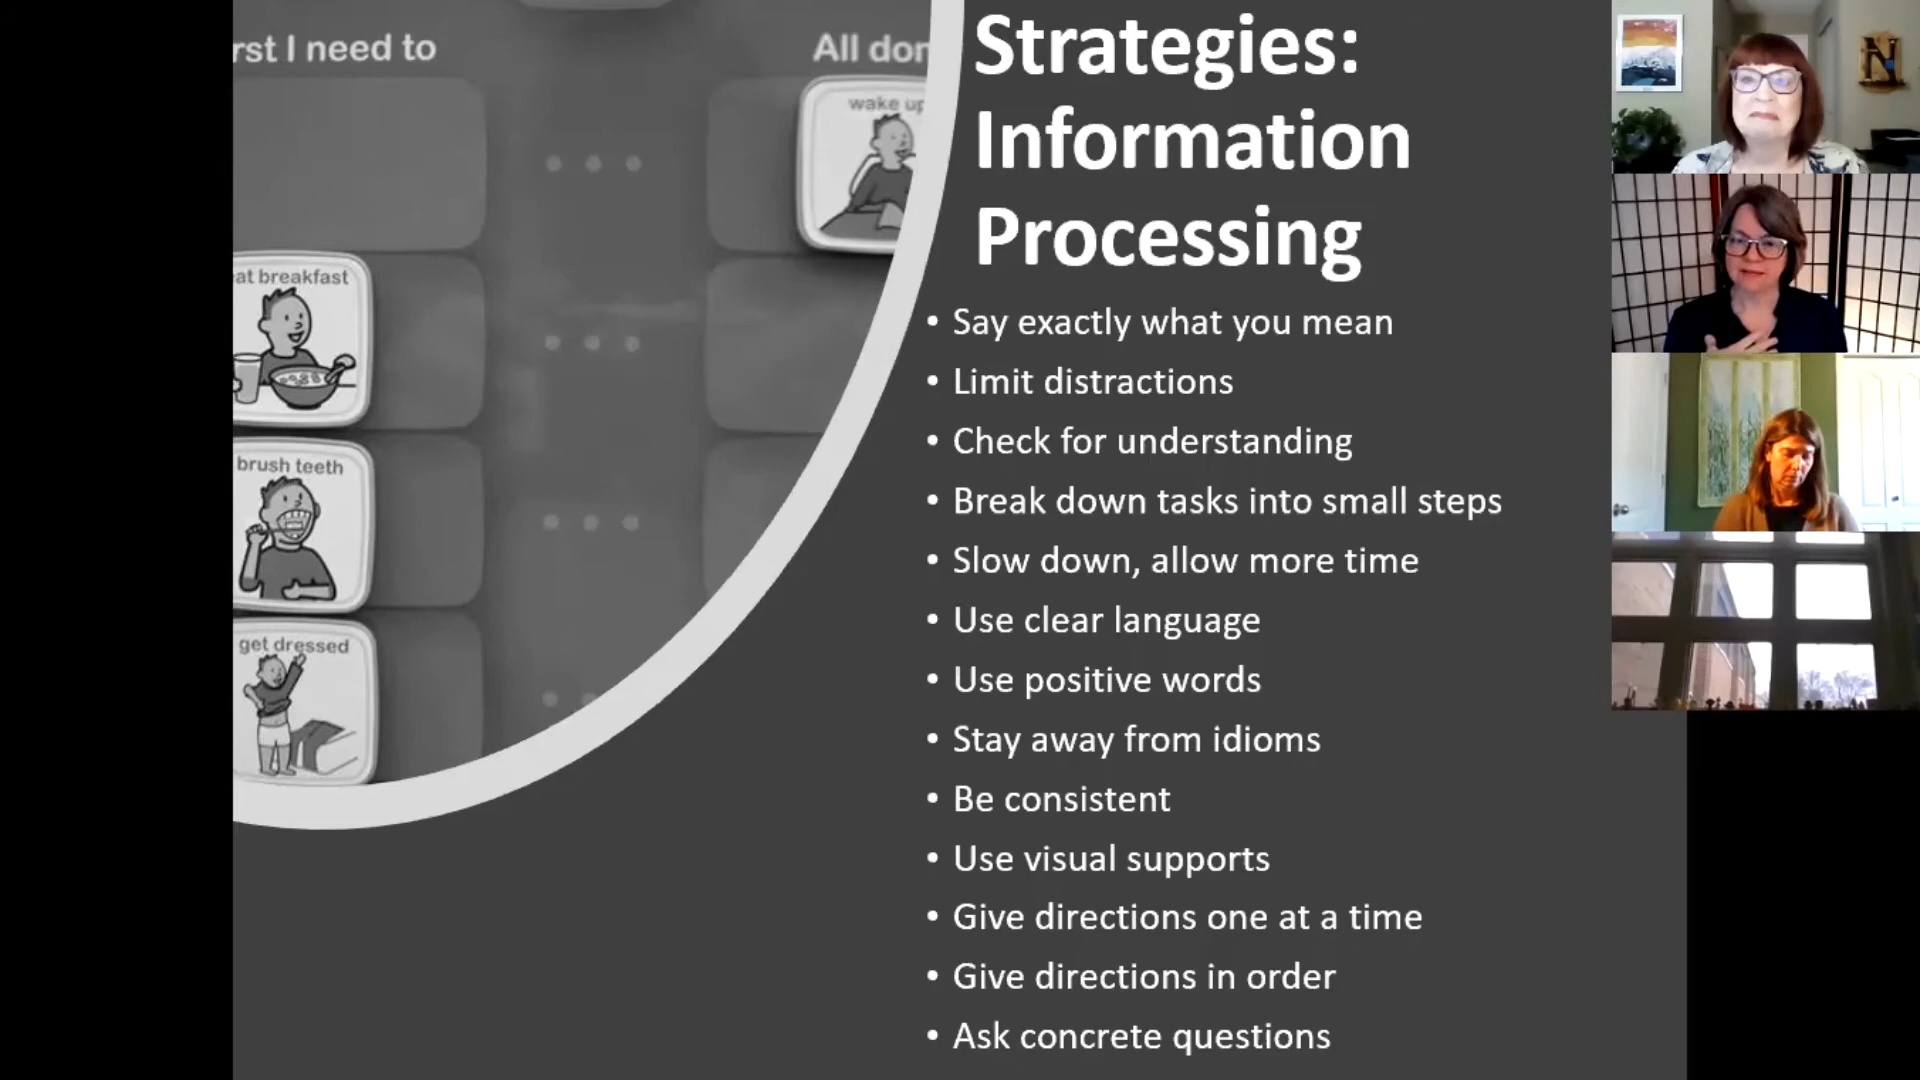 rst I need to
All don
wake up
at breakfast
brush teeth
get dressed
Strategies:
Information
Processing
• Say exactly what you mean
• Limit distractions
• Check for understanding
• Break down tasks into small steps
• Slow down, allow more time
• Use clear language
• Use positive words
• Stay away from idioms
• Be consistent
• Use visual supports
• Give directions one at a time
• Give directions in order
• Ask concrete questions
N